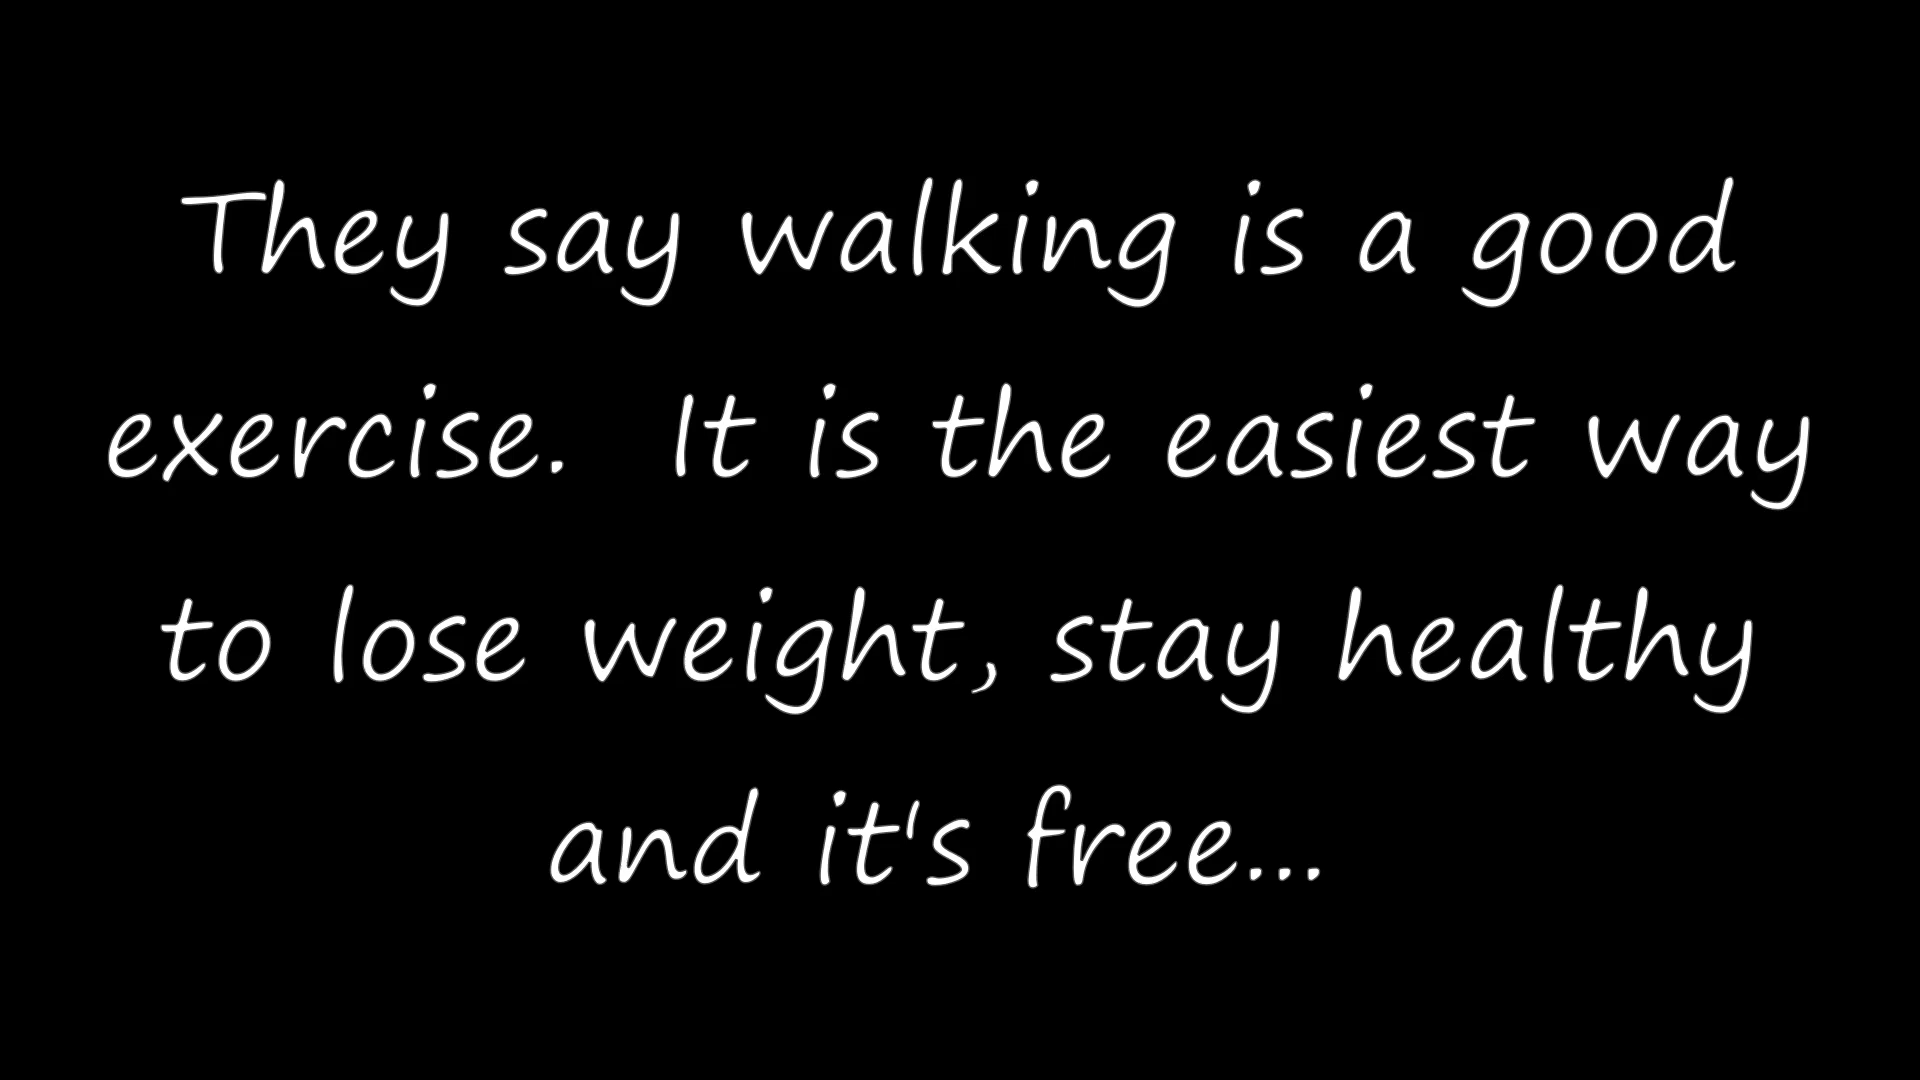 They say walking is a good
exercise.  It is the easiest way
to lose weight, stay healthy
and it's free...